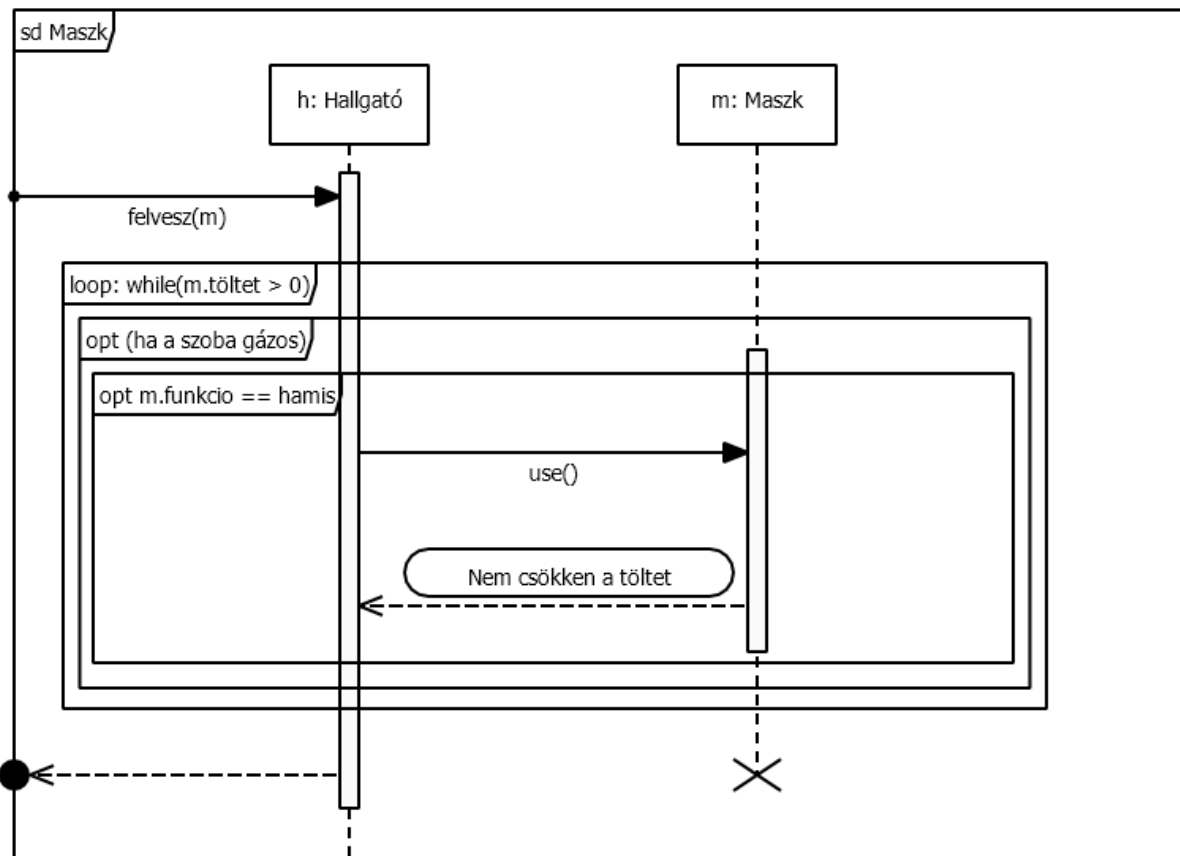 sd Maszk
h: Hallgató
m: Maszk
felvesz(m)
loop: while(m.töltet > 0)
opt (ha a szoba gázos)
opt m.funkcio == hamis
use()
Nem csökken a töltet